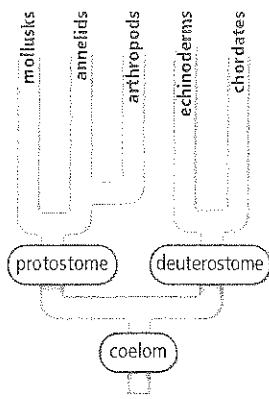 mollusks
annelids
arthropods
echinoderms
chordates
protostome
deuterostome
coelom